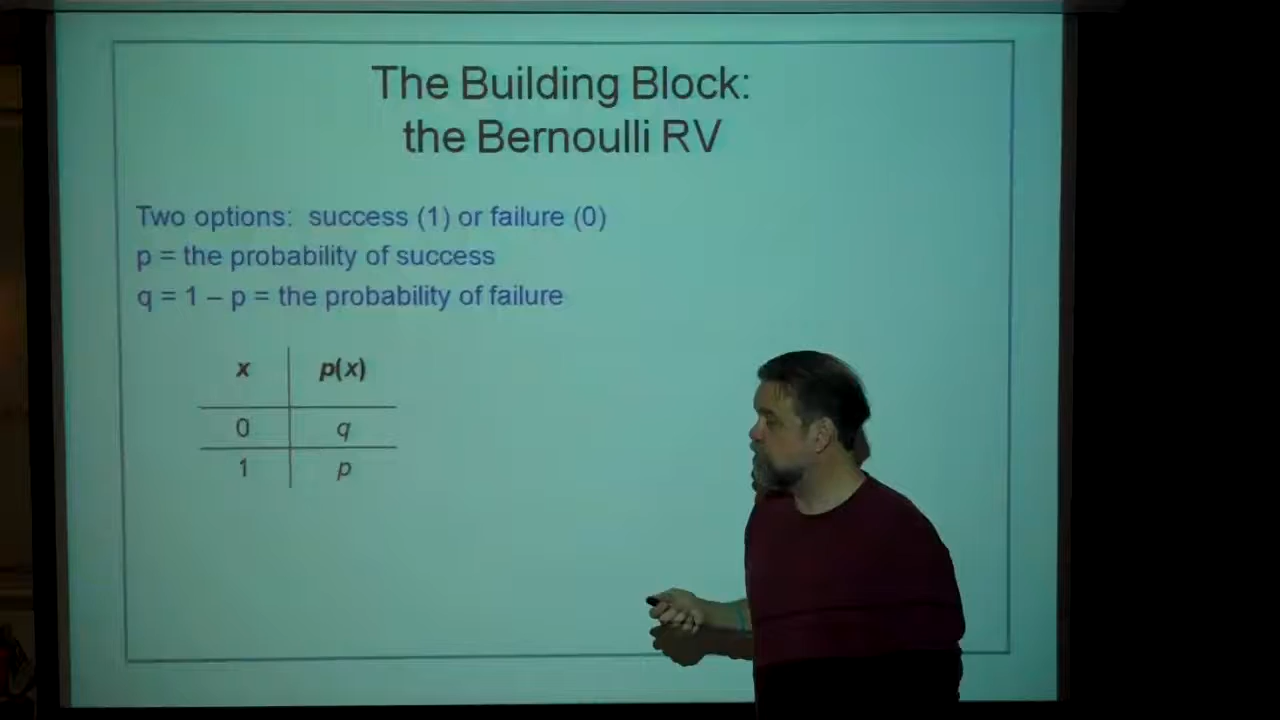 The Building Block:
the Bernoulli RV
Two options: success (1) or failure (0)
p = the probability of success
q = 1 – p = the probability of failure
x p(x)
0 q
1 p